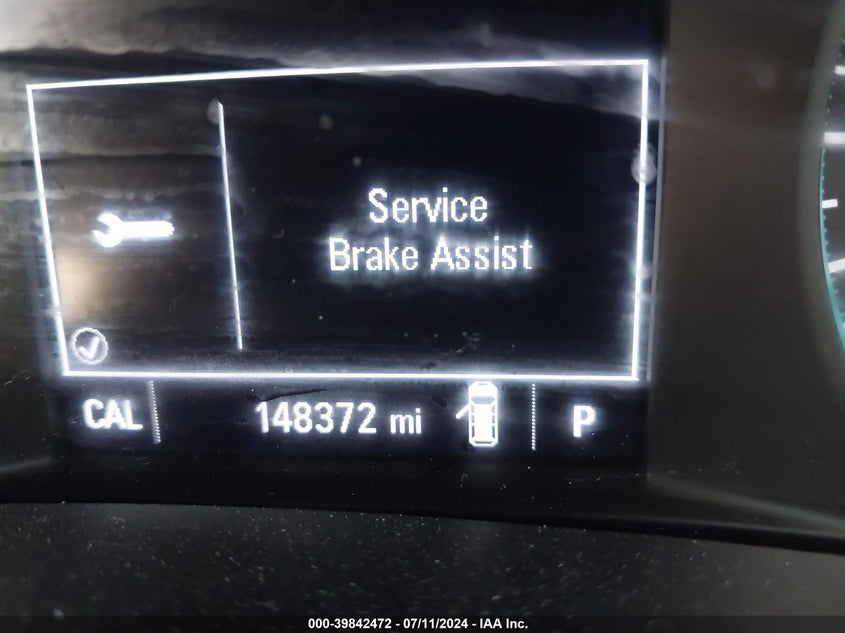 Service
Brake Assist
CAL 148372 mi P
000-39842472 - 07/11/2024 - IAA Inc.